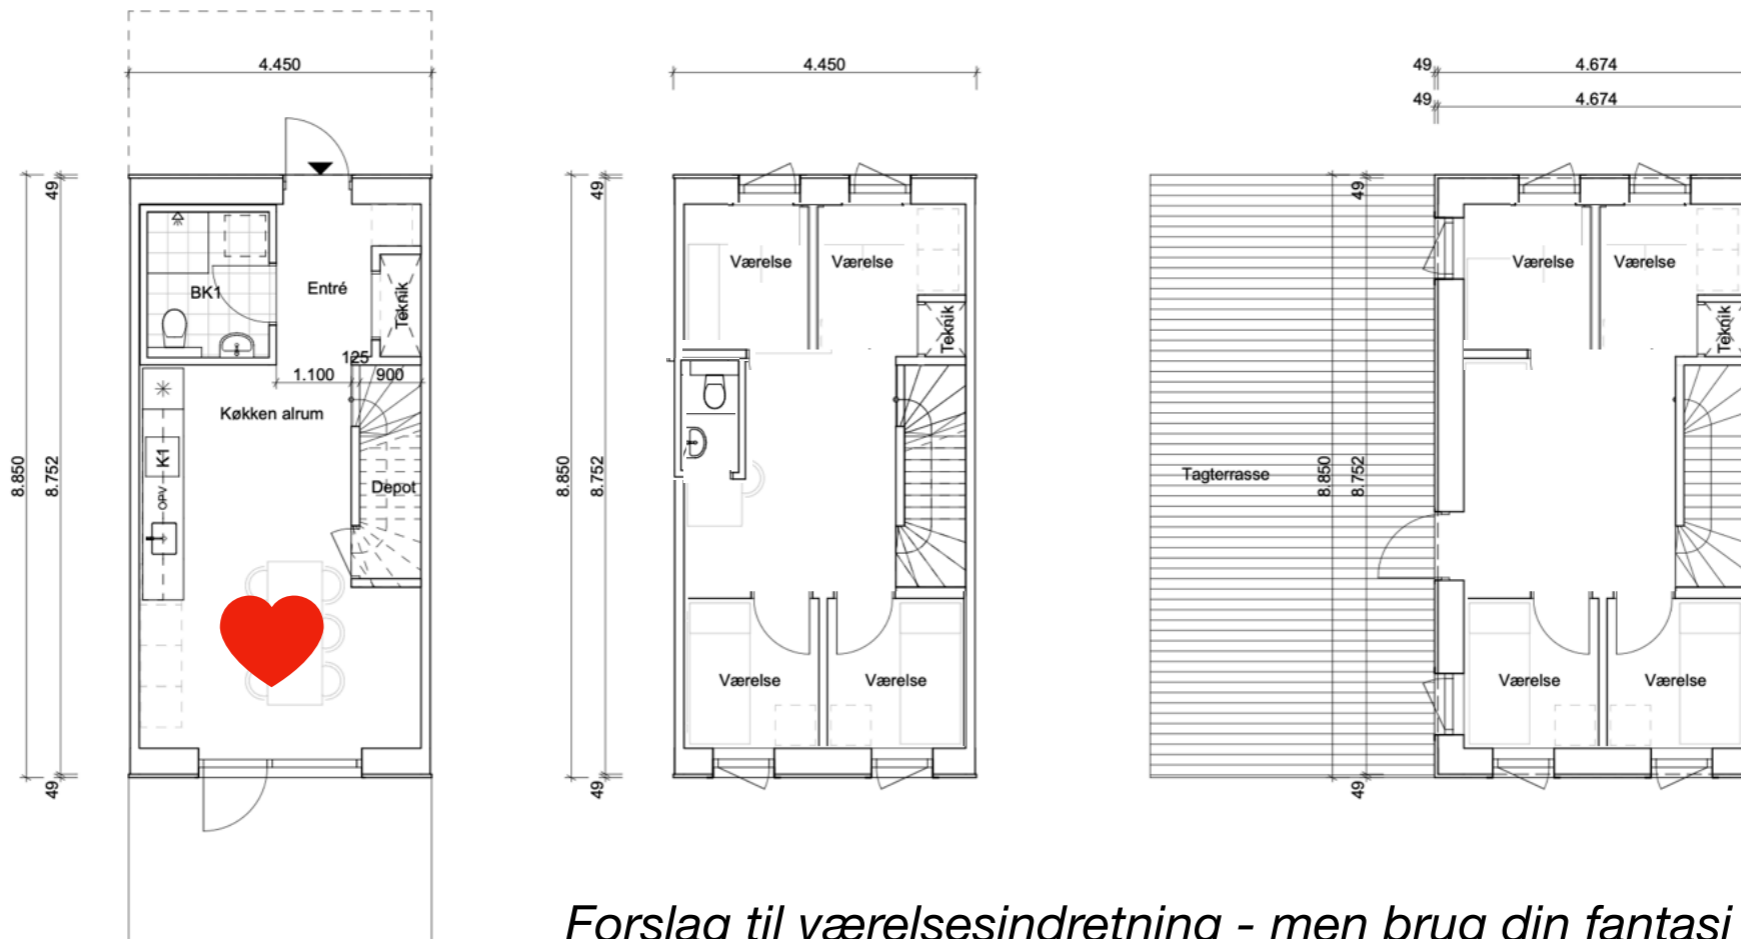 4.450
4.450
49
4.674
49
4.674
49
49
49
BK1
Entré
Teknik
Værelse
Værelse
Teknik
Værelse
Værelse
Teknik
125
1.100
900
Køkken alrum
K1
OPV
Depot
8.850
8.752
8.850
8.752
Tagterrasse
8.850
8.752
Værelse
Værelse
Værelse
Værelse
49
49
49
Forslag til værelsesindretning - men brug din fantasi